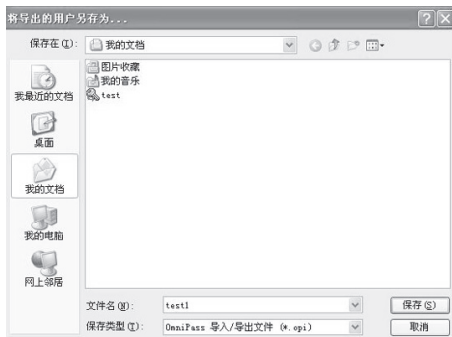 将导出的用户另存为...
保存在(I): 我的文档
我最近的文档
桌面
我的文档
我的电脑
网上邻居
图片收藏
我的音乐
test
文件名(N): test1 保存(S)
保存类型(T): OmniPass 导入/导出文件 (*.opi) 取消